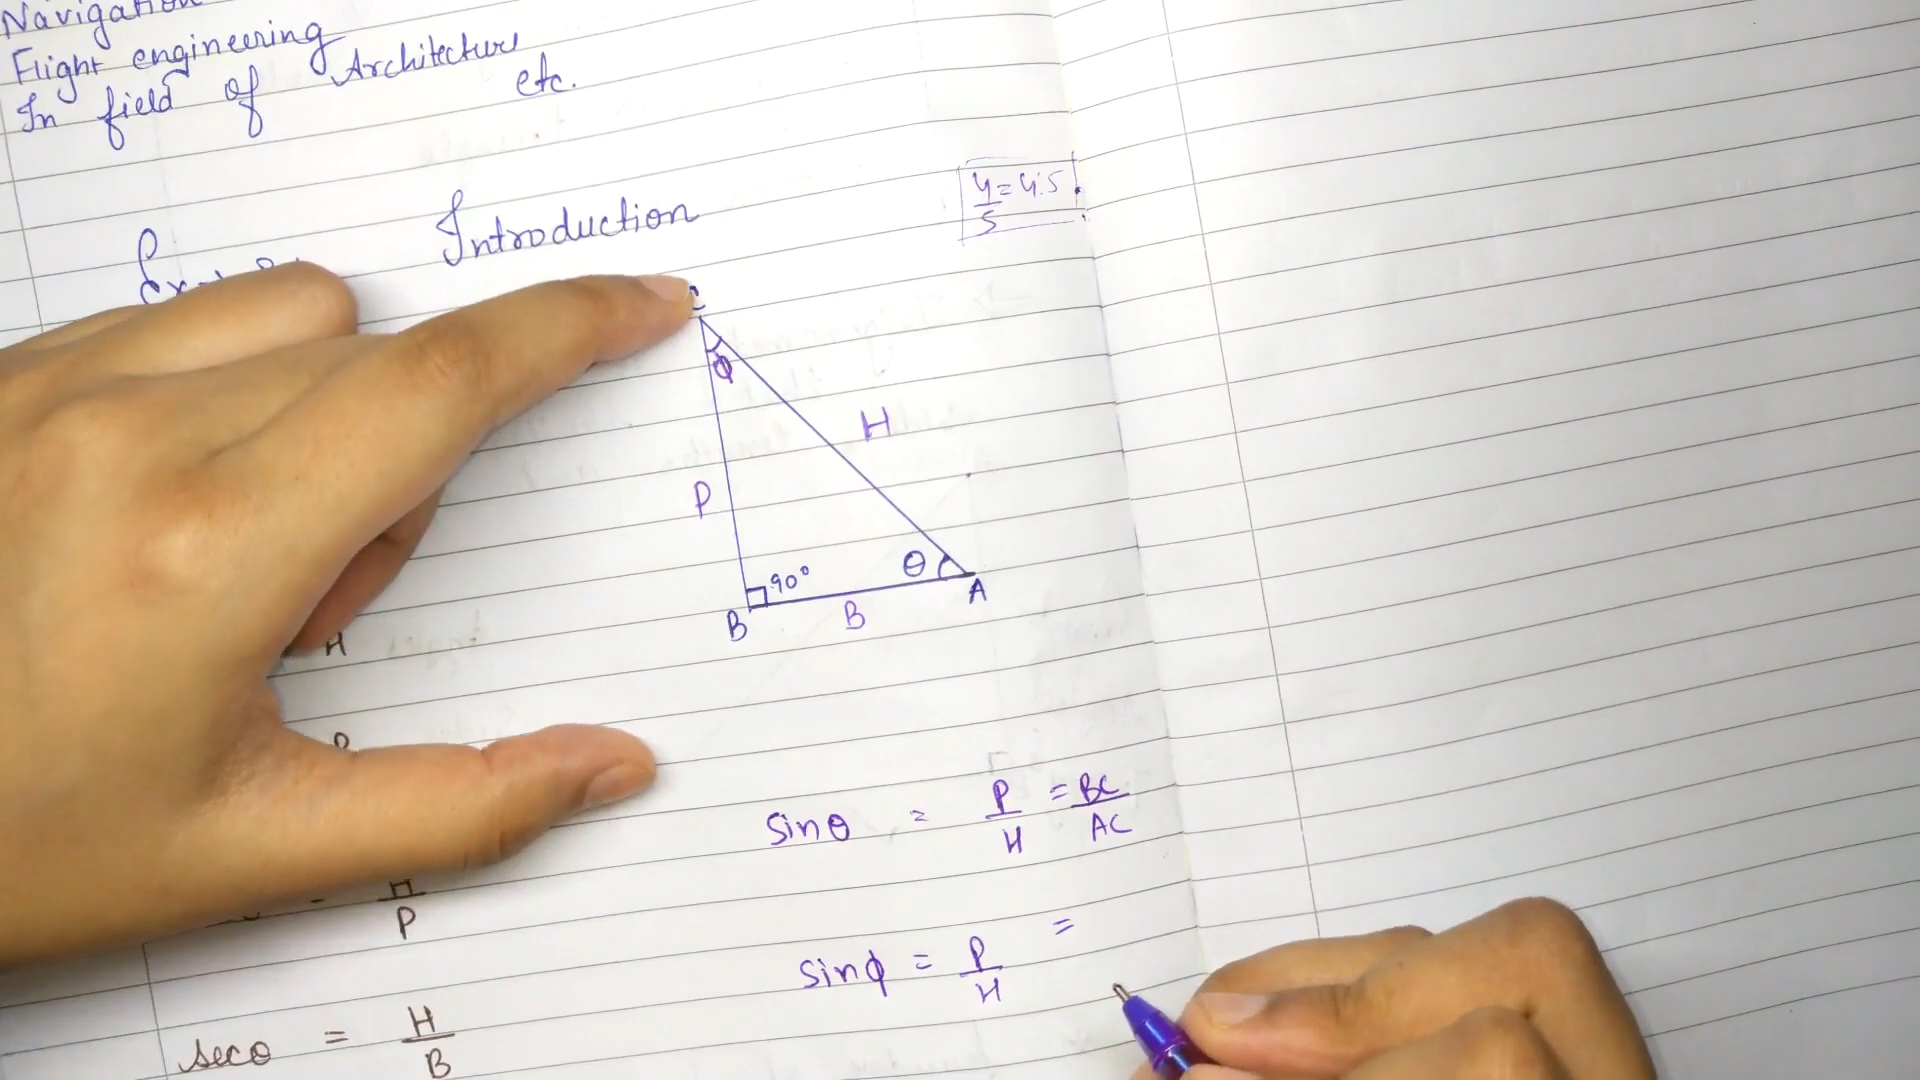 Navigation
Flight engineering
In field of Architecture
etc.
Introduction
4/5 = 4.5
C
ϕ
H
P
90°
θ
B
B
A
H
P
sinθ = P/H = BC/AC
H/P
sinϕ = P/H =
secθ = H/B